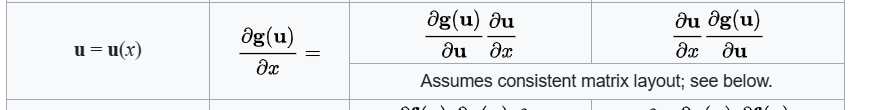 u = u(x)
∂g(u)/∂x =
∂g(u)/∂u ∂u/∂x
∂u/∂x ∂g(u)/∂u
Assumes consistent matrix layout; see below.